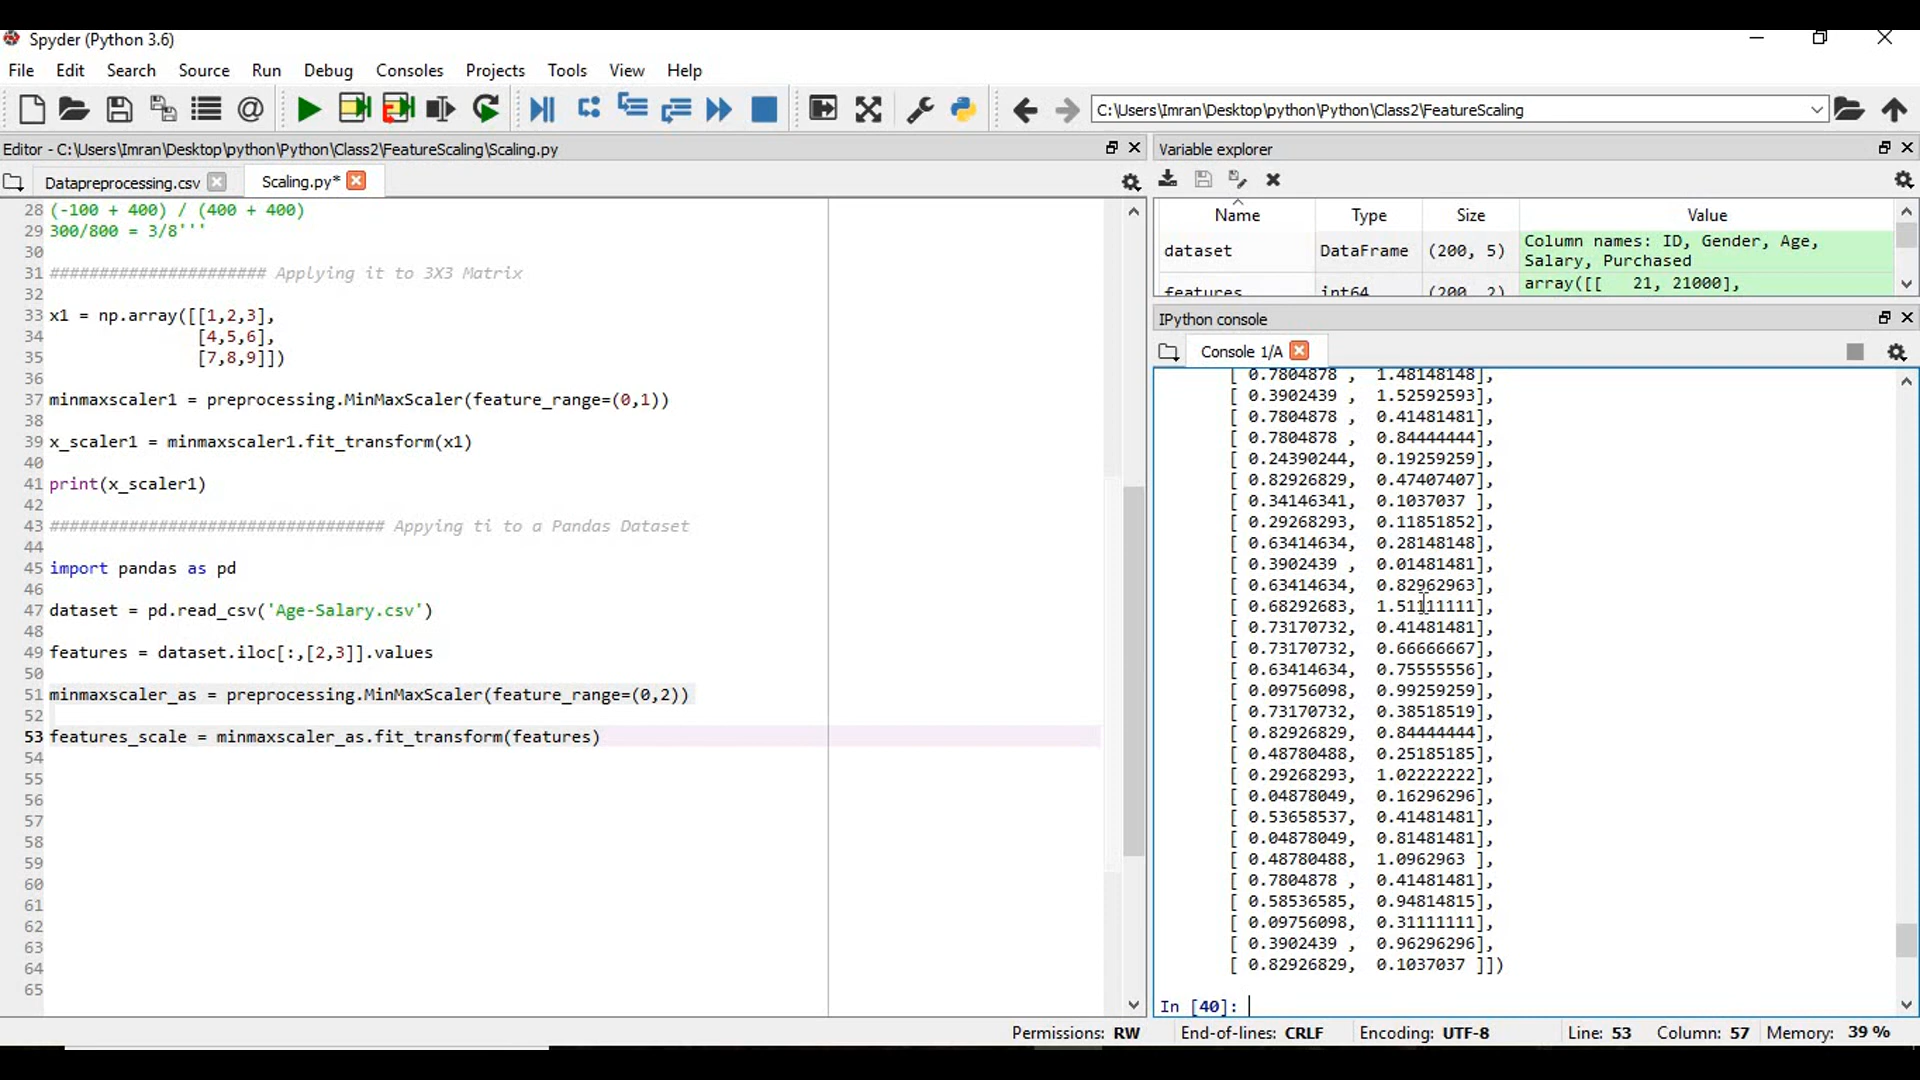 Spyder (Python 3.6)
File Edit Search Source Run Debug Consoles Projects Tools View Help
C:\Users\Imran\Desktop\python\Python\Class2\FeatureScaling
Editor - C:\Users\Imran\Desktop\python\Python\Class2\FeatureScaling\Scaling.py
Datapreprocessing.csv Scaling.py*
28 (-100 + 400) / (400 + 400)
29 300/800 = 3/8'''
30
31 ###################### Applying it to 3X3 Matrix
32
33 x1 = np.array([[1,2,3],
34 [4,5,6],
35 [7,8,9]])
36
37 minmaxscaler1 = preprocessing.MinMaxScaler(feature_range=(0,1))
38
39 x_scaler1 = minmaxscaler1.fit_transform(x1)
40
41 print(x_scaler1)
42
43 ################################## Appying ti to a Pandas Dataset
44
45 import pandas as pd
46
47 dataset = pd.read_csv('Age-Salary.csv')
48
49 features = dataset.iloc[:,[2,3]].values
50
51 minmaxscaler_as = preprocessing.MinMaxScaler(feature_range=(0,2))
52
53 features_scale = minmaxscaler_as.fit_transform(features)
54
55
56
57
58
59
60
61
62
63
64
65
Variable explorer
Name Type Size Value
dataset DataFrame (200, 5) Column names: ID, Gender, Age,
Salary, Purchased
features int64 (200, 2) array([[ 21, 21000],
IPython console
Console 1/A
[ 0.7804878 , 1.48148148],
[ 0.3902439 , 1.52592593],
[ 0.7804878 , 0.41481481],
[ 0.7804878 , 0.84444444],
[ 0.24390244, 0.19259259],
[ 0.82926829, 0.47407407],
[ 0.34146341, 0.1037037 ],
[ 0.29268293, 0.11851852],
[ 0.63414634, 0.28148148],
[ 0.3902439 , 0.01481481],
[ 0.63414634, 0.82962963],
[ 0.68292683, 1.51111111],
[ 0.73170732, 0.41481481],
[ 0.73170732, 0.66666667],
[ 0.63414634, 0.75555556],
[ 0.09756098, 0.99259259],
[ 0.73170732, 0.38518519],
[ 0.82926829, 0.84444444],
[ 0.48780488, 0.25185185],
[ 0.29268293, 1.02222222],
[ 0.04878049, 0.16296296],
[ 0.53658537, 0.41481481],
[ 0.04878049, 0.81481481],
[ 0.48780488, 1.0962963 ],
[ 0.7804878 , 0.41481481],
[ 0.58536585, 0.94814815],
[ 0.09756098, 0.31111111],
[ 0.3902439 , 0.96296296],
[ 0.82926829, 0.1037037 ]])
In [40]:
Permissions: RW End-of-lines: CRLF Encoding: UTF-8 Line: 53 Column: 57 Memory: 39 %